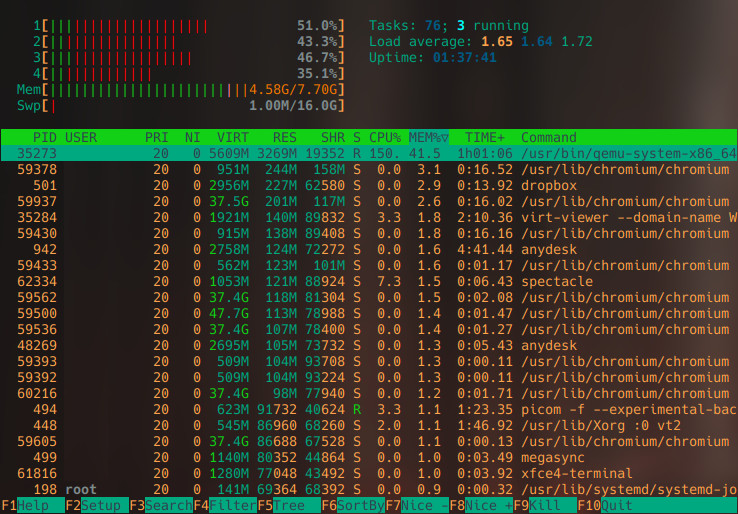 1[||||||||||||||||||||51.0%] Tasks: 76; 3 running
2[||||||||||||||||43.3%] Load average: 1.65 1.64 1.72
3[||||||||||||||||||46.7%] Uptime: 01:37:41
4[|||||||||||||35.1%]
Mem[|||||||||||||||||||||||||4.58G/7.70G]
Swp[|1.00M/16.0G]
PID USER PRI NI VIRT RES SHR S CPU% MEM%▽ TIME+ Command
35273 20 0 5609M 3269M 19352 R 150. 41.5 1h01:06 /usr/bin/qemu-system-x86_64
59378 20 0 951M 244M 158M S 0.0 3.1 0:16.52 /usr/lib/chromium/chromium
501 20 0 2956M 227M 62580 S 0.0 2.9 0:13.92 dropbox
59937 20 0 37.5G 201M 117M S 0.0 2.6 0:16.02 /usr/lib/chromium/chromium
35284 20 0 1921M 140M 89832 S 3.3 1.8 2:10.36 virt-viewer --domain-name W
59430 20 0 915M 138M 89408 S 0.0 1.8 0:16.16 /usr/lib/chromium/chromium
942 20 0 2758M 124M 72272 S 0.0 1.6 4:41.44 anydesk
59433 20 0 562M 123M 101M S 0.0 1.6 0:01.17 /usr/lib/chromium/chromium
62334 20 0 1053M 121M 88924 S 7.3 1.5 0:06.43 spectacle
59562 20 0 37.4G 118M 81304 S 0.0 1.5 0:02.08 /usr/lib/chromium/chromium
59500 20 0 47.7G 113M 78988 S 0.0 1.4 0:01.47 /usr/lib/chromium/chromium
59536 20 0 37.4G 107M 78400 S 0.0 1.4 0:01.27 /usr/lib/chromium/chromium
48269 20 0 2695M 105M 73732 S 0.0 1.3 0:05.43 anydesk
59393 20 0 509M 104M 93708 S 0.0 1.3 0:00.11 /usr/lib/chromium/chromium
59392 20 0 509M 104M 93224 S 0.0 1.3 0:00.11 /usr/lib/chromium/chromium
60216 20 0 37.4G 98M 77940 S 0.0 1.2 0:01.71 /usr/lib/chromium/chromium
494 20 0 623M 91732 40624 R 3.3 1.1 1:23.35 picom -f --experimental-bac
448 20 0 545M 86960 68260 S 2.0 1.1 1:46.92 /usr/lib/Xorg :0 vt2
59605 20 0 37.4G 86688 67528 S 0.0 1.1 0:00.13 /usr/lib/chromium/chromium
499 20 0 1140M 80352 44864 S 0.0 1.0 0:03.49 megasync
61816 20 0 1280M 77048 43492 S 0.0 1.0 0:03.92 xfce4-terminal
198 root 20 0 141M 69364 68392 S 0.0 0.9 0:00.32 /usr/lib/systemd/systemd-jo
F1Help F2Setup F3SearchF4FilterF5Tree F6SortByF7Nice -F8Nice +F9Kill F10Quit